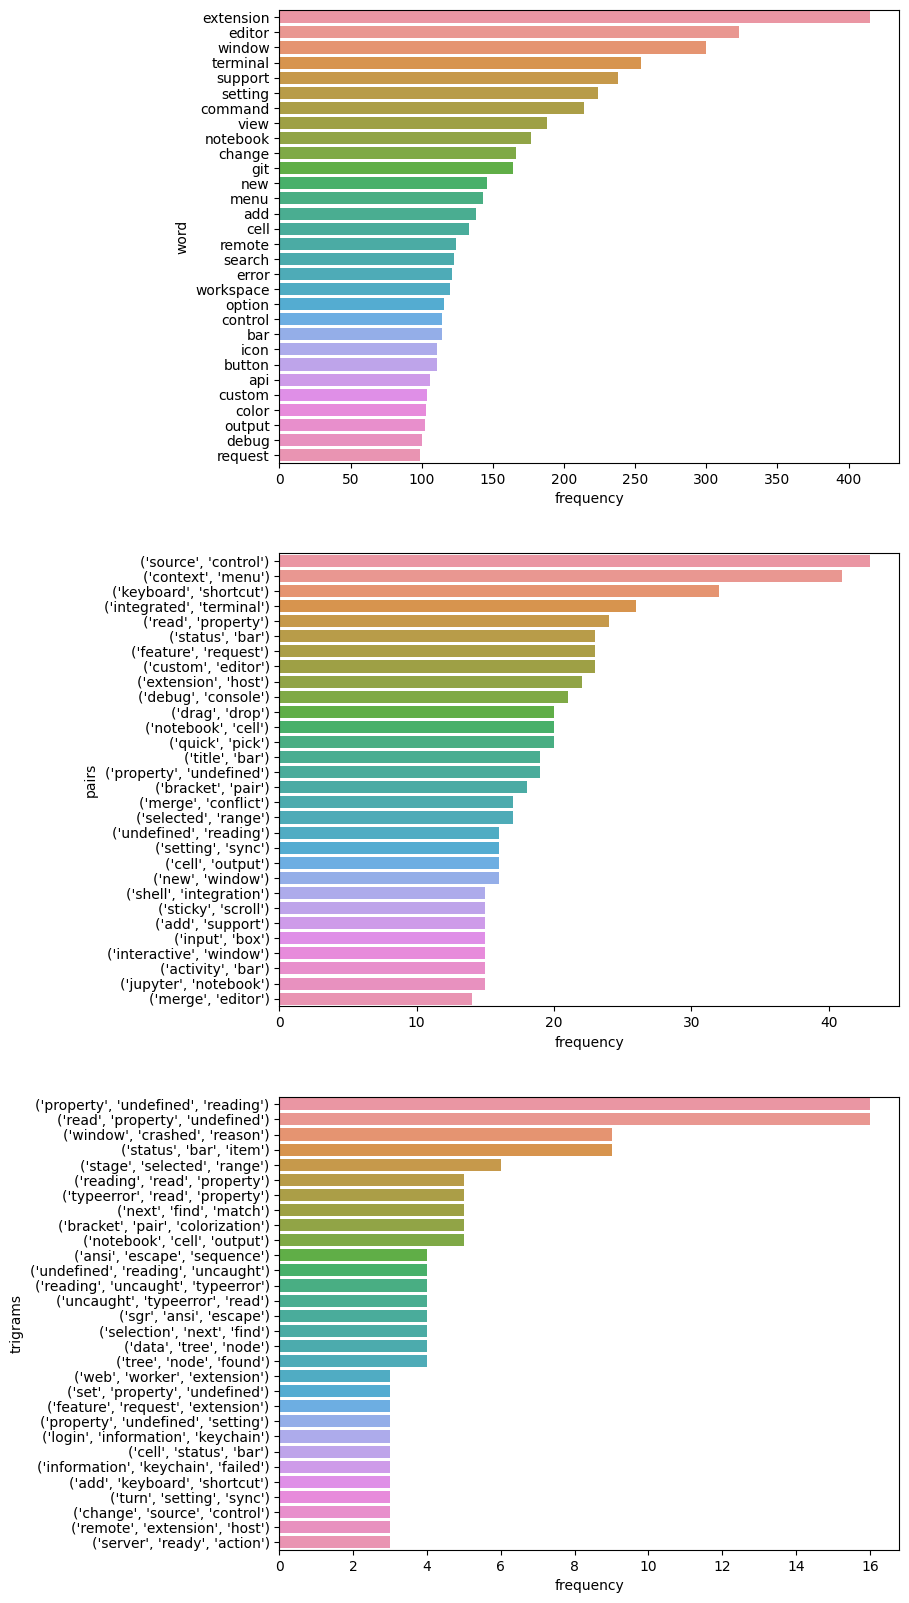 extension
editor
window
terminal
support
setting
command
view
notebook
change
git
new
menu
add
cell
remote
search
error
workspace
option
control
bar
icon
button
api
custom
color
output
debug
request
word
0 50 100 150 200 250 300 350 400
frequency
('source', 'control')
('context', 'menu')
('keyboard', 'shortcut')
('integrated', 'terminal')
('read', 'property')
('status', 'bar')
('feature', 'request')
('custom', 'editor')
('extension', 'host')
('debug', 'console')
('drag', 'drop')
('notebook', 'cell')
('quick', 'pick')
('title', 'bar')
('property', 'undefined')
('bracket', 'pair')
('merge', 'conflict')
('selected', 'range')
('undefined', 'reading')
('setting', 'sync')
('cell', 'output')
('new', 'window')
('shell', 'integration')
('sticky', 'scroll')
('add', 'support')
('input', 'box')
('interactive', 'window')
('activity', 'bar')
('jupyter', 'notebook')
('merge', 'editor')
pairs
0 10 20 30 40
frequency
('property', 'undefined', 'reading')
('read', 'property', 'undefined')
('window', 'crashed', 'reason')
('status', 'bar', 'item')
('stage', 'selected', 'range')
('reading', 'read', 'property')
('typeerror', 'read', 'property')
('next', 'find', 'match')
('bracket', 'pair', 'colorization')
('notebook', 'cell', 'output')
('ansi', 'escape', 'sequence')
('undefined', 'reading', 'uncaught')
('reading', 'uncaught', 'typeerror')
('uncaught', 'typeerror', 'read')
('sgr', 'ansi', 'escape')
('selection', 'next', 'find')
('data', 'tree', 'node')
('tree', 'node', 'found')
('web', 'worker', 'extension')
('set', 'property', 'undefined')
('feature', 'request', 'extension')
('property', 'undefined', 'setting')
('login', 'information', 'keychain')
('cell', 'status', 'bar')
('information', 'keychain', 'failed')
('add', 'keyboard', 'shortcut')
('turn', 'setting', 'sync')
('change', 'source', 'control')
('remote', 'extension', 'host')
('server', 'ready', 'action')
trigrams
0 2 4 6 8 10 12 14 16
frequency